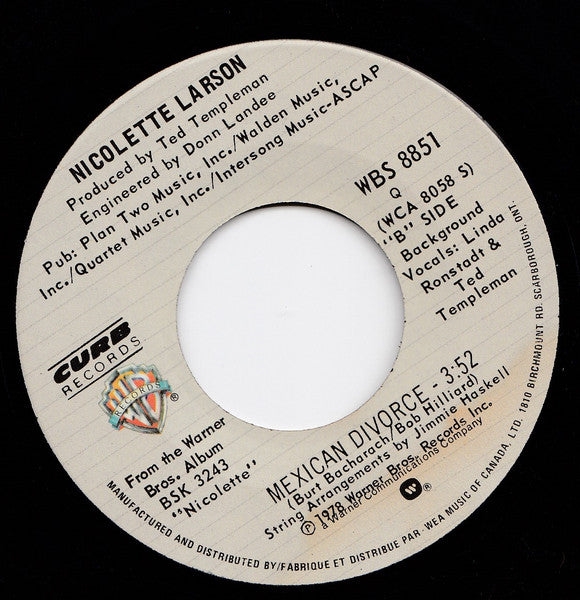 NICOLETTE LARSON
Produced by Ted Templeman
Engineered by Donn Landee
Pub: Plan Two Music, Inc./Walden Music,
Inc./Quartet Music, Inc./Intersong Music-ASCAP
WBS 8851
Q
(WCA 8058 S)
"B" SIDE
Background
Vocals: Linda
Ronstadt &
Ted
Templeman
CURB
RECORDS
WB
RECORDS
®
From the Warner
Bros. Album
BSK 3243
"Nicolette"
MEXICAN DIVORCE - 3:52
(Burt Bacharach/Bob Hilliard)
String Arrangements by Jimmie Haskell
Ⓟ 1978 Warner Bros. Records Inc.
a Warner Communications Company
W
®
MANUFACTURED AND DISTRIBUTED BY/FABRIQUE ET DISTRIBUE PAR: WEA MUSIC OF CANADA, LTD. 1810 BIRCHMOUNT RD. SCARBOROUGH, ONT.